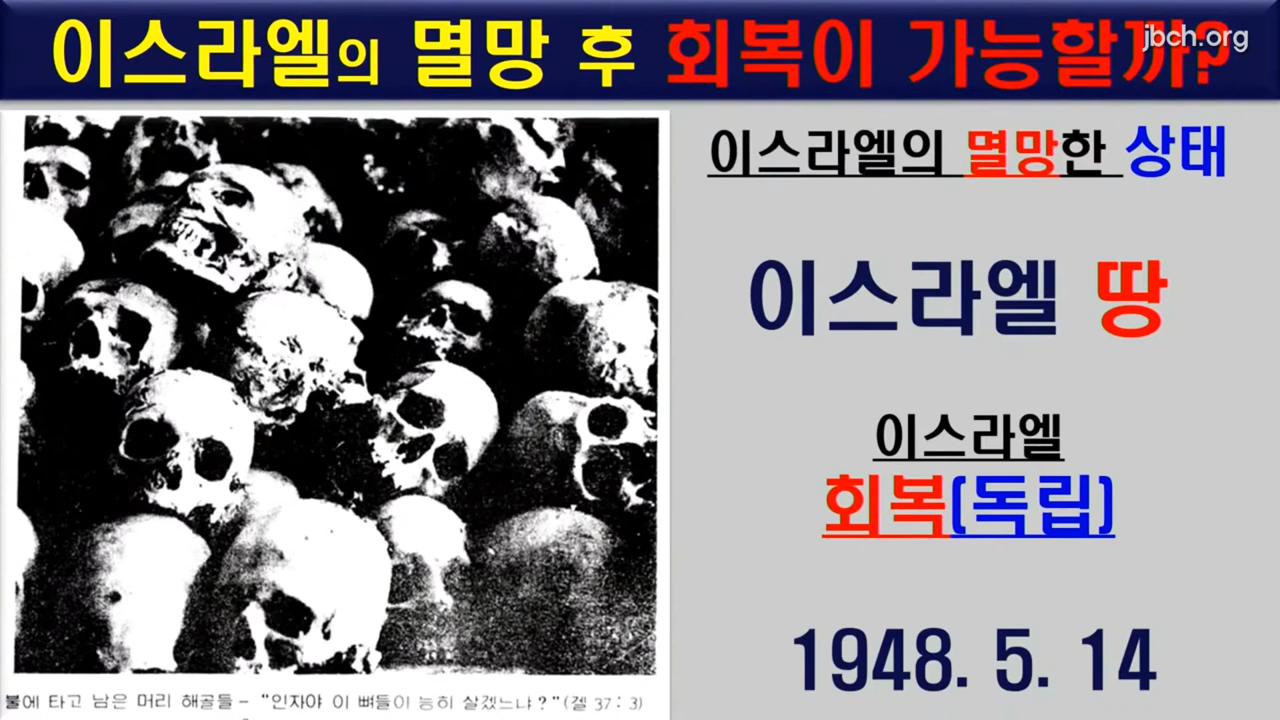 이스라엘의 멸망 후 회복이 가능할까?
jbch.org
이스라엘의 멸망한 상태
이스라엘 땅
이스라엘
회복(독립)
1948. 5. 14
불에 타고 남은 머리 해골들 - "인자야 이 뼈들이 능히 살겠느냐?" (겔 37 : 3)